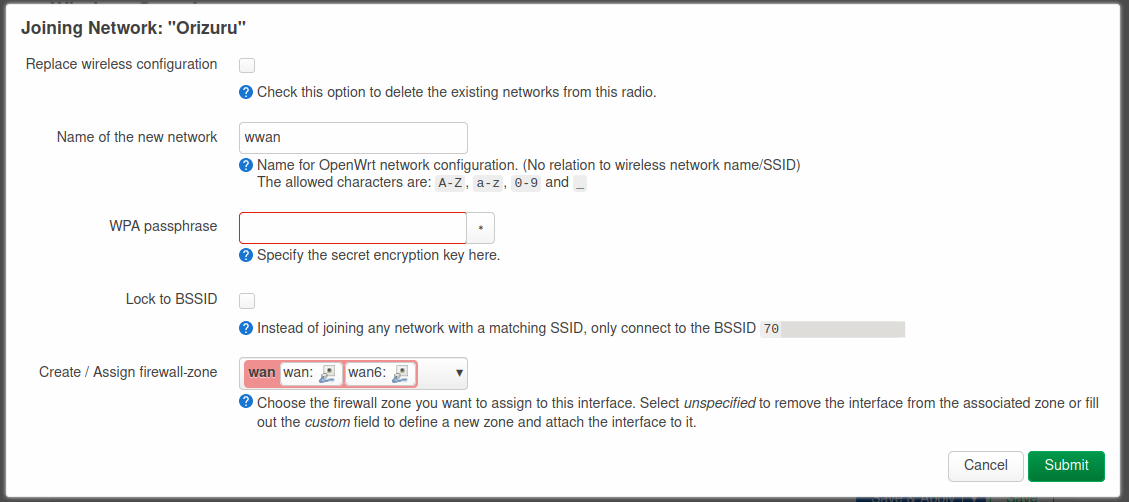 Joining Network: "Orizuru"
Replace wireless configuration
Check this option to delete the existing networks from this radio.
Name of the new network
wwan
Name for OpenWrt network configuration. (No relation to wireless network name/SSID)
The allowed characters are: A-Z, a-z, 0-9 and _
WPA passphrase
*
Specify the secret encryption key here.
Lock to BSSID
Instead of joining any network with a matching SSID, only connect to the BSSID 70
Create / Assign firewall-zone
wan wan: wan6:
Choose the firewall zone you want to assign to this interface. Select unspecified to remove the interface from the associated zone or fill
out the custom field to define a new zone and attach the interface to it.
Cancel Submit